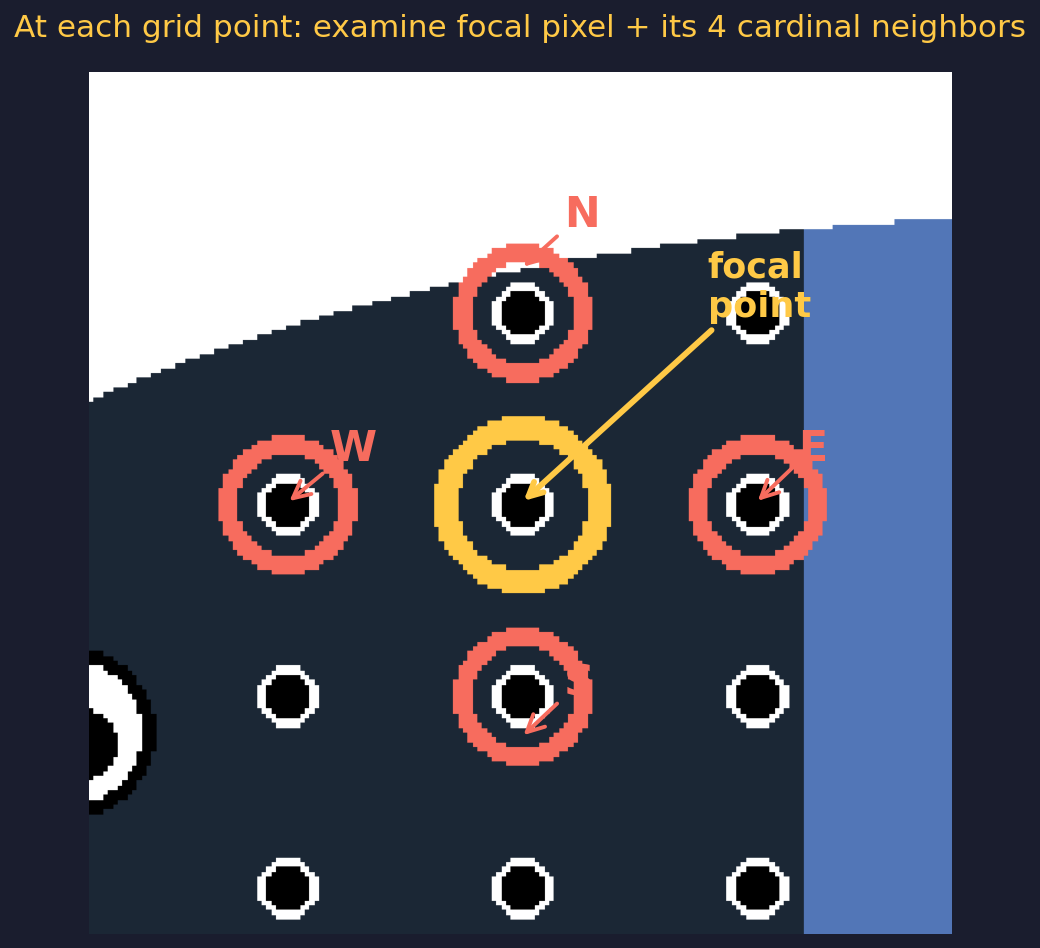 At each grid point: examine focal pixel + its 4 cardinal neighbors
N
focal
point
W
E